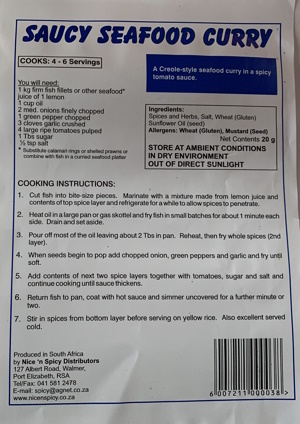 SAUCY SEAFOOD CURRY
COOKS: 4 - 6 Servings
A Creole-style seafood curry in a spicy
tomato sauce.
You will need:
1 kg firm fish fillets or other seafood*
juice of 1 lemon
1 cup oil
2 med. onions finely chopped
1 green pepper chopped
3 cloves garlic crushed
4 large ripe tomatoes pulped
1 Tbs sugar
½ tsp salt
* Substitute calamari rings or shelled prawns or
combine with fish in a curried seafood platter
Ingredients:
Spices and Herbs, Salt, Wheat (Gluten)
Sunflower Oil (seed)
Allergens: Wheat (Gluten), Mustard (Seed)
Nett Contents 20 g
STORE AT AMBIENT CONDITIONS
IN DRY ENVIRONMENT
OUT OF DIRECT SUNLIGHT
COOKING INSTRUCTIONS:
1. Cut fish into bite-size pieces. Marinate with a mixture made from lemon juice and
contents of top spice layer and refrigerate for a while to allow spices to penetrate.
2. Heat oil in a large pan or gas skottel and fry fish in small batches for about 1 minute each
side. Drain and set aside.
3. Pour off most of the oil leaving about 2 Tbs in pan. Reheat, then fry whole spices (2nd
layer).
4. When seeds begin to pop add chopped onion, green peppers and garlic and fry until
soft.
5. Add contents of next two spice layers together with tomatoes, sugar and salt and
continue cooking until sauce thickens.
6. Return fish to pan, coat with hot sauce and simmer uncovered for a further minute or
two.
7. Stir in spices from bottom layer before serving on yellow rice. Also excellent served
cold.
Produced in South Africa
by Nice 'n Spicy Distributors
127 Albert Road, Walmer,
Port Elizabeth, RSA
Tel/Fax: 041 581 2478
E-mail: soicy@agnet.co.za
www.nicenspicy.co.za
6 007211 000038 >